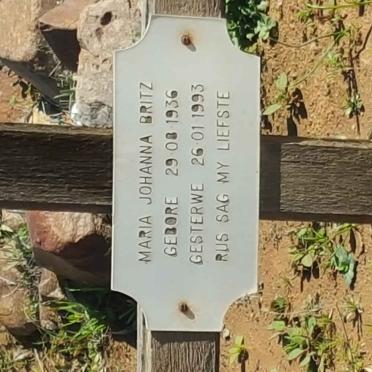 MARIA JOHANNA BRITZ
GEBORE 29 08 1936
GESTERWE 26 01 1993
RUS SAG MY LIEFSTE